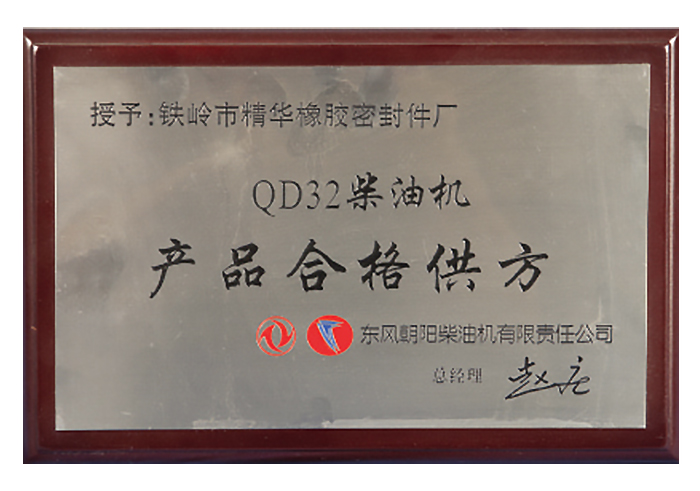 授予:铁岭市精华橡胶密封件厂
QD32柴油机
产品合格供方
东风朝阳柴油机有限责任公司
总经理